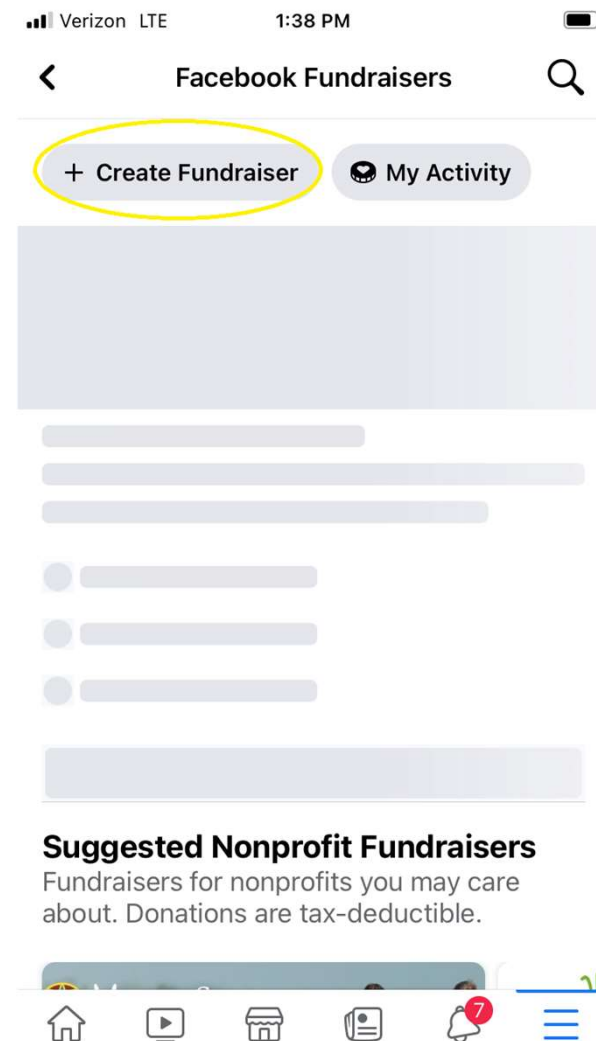 Verizon LTE 1:38 PM
Facebook Fundraisers
+ Create Fundraiser My Activity
Suggested Nonprofit Fundraisers
Fundraisers for nonprofits you may care
about. Donations are tax-deductible.
7